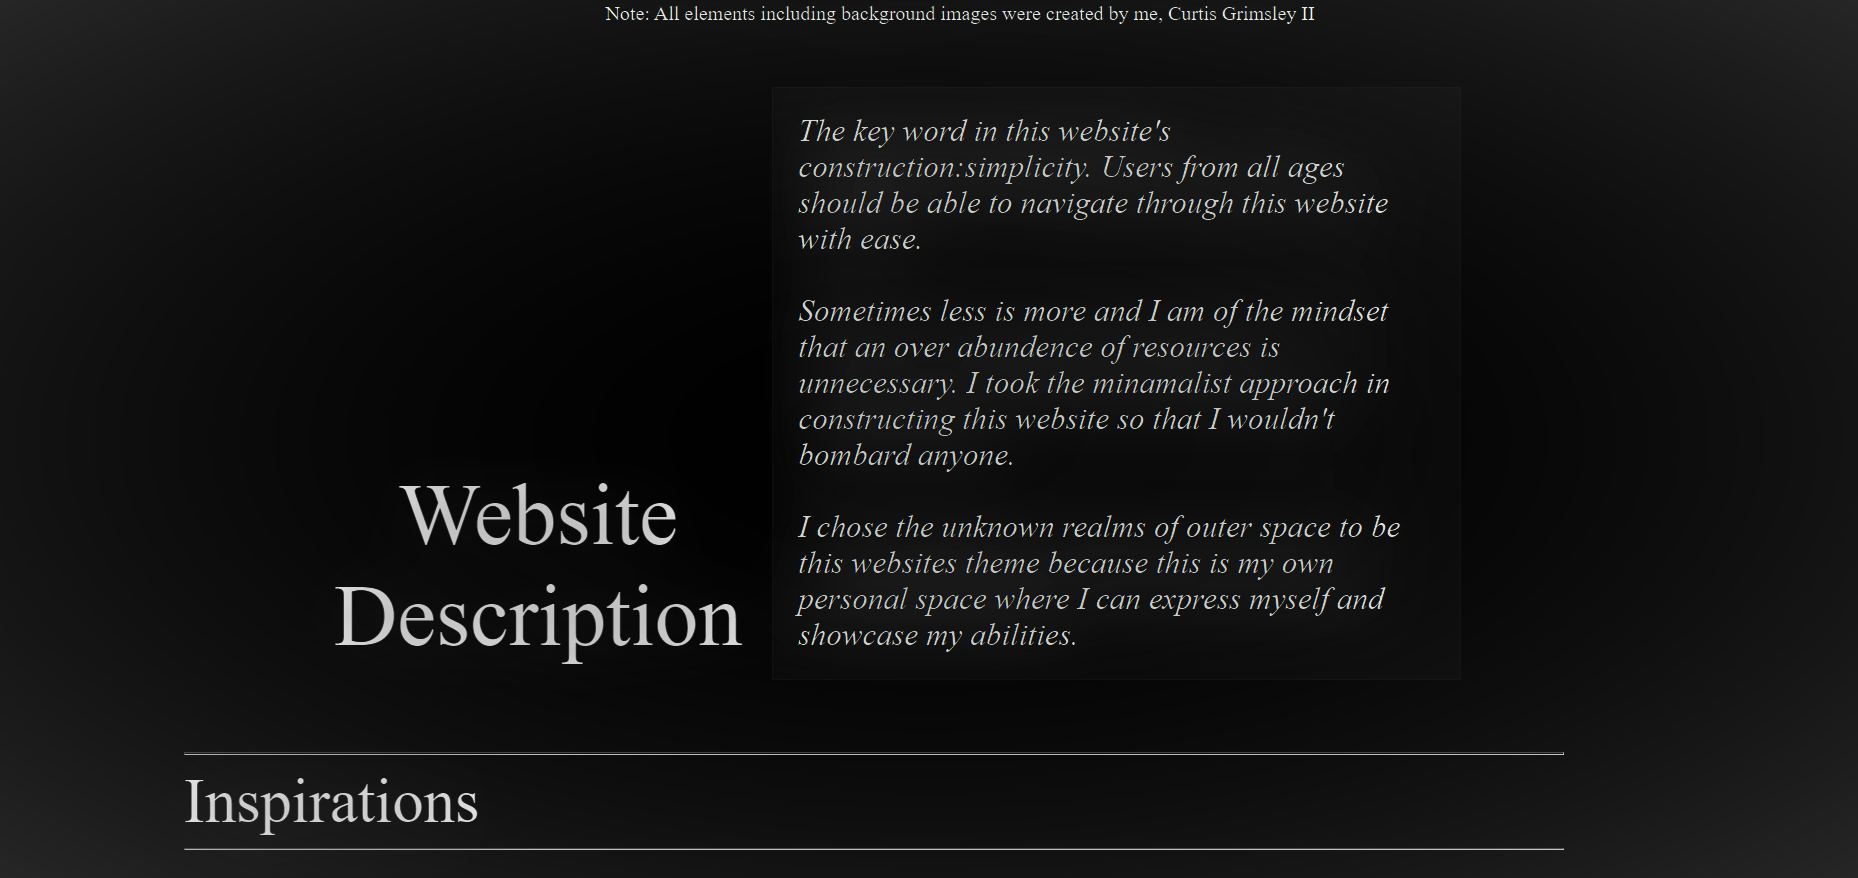 Note: All elements including background images were created by me, Curtis Grimsley II
The key word in this website's
construction:simplicity. Users from all ages
should be able to navigate through this website
with ease.
Sometimes less is more and I am of the mindset
that an over abundence of resources is
unnecessary. I took the minamalist approach in
constructing this website so that I wouldn't
bombard anyone.
I chose the unknown realms of outer space to be
this websites theme because this is my own
personal space where I can express myself and
showcase my abilities.
Website
Description
Inspirations